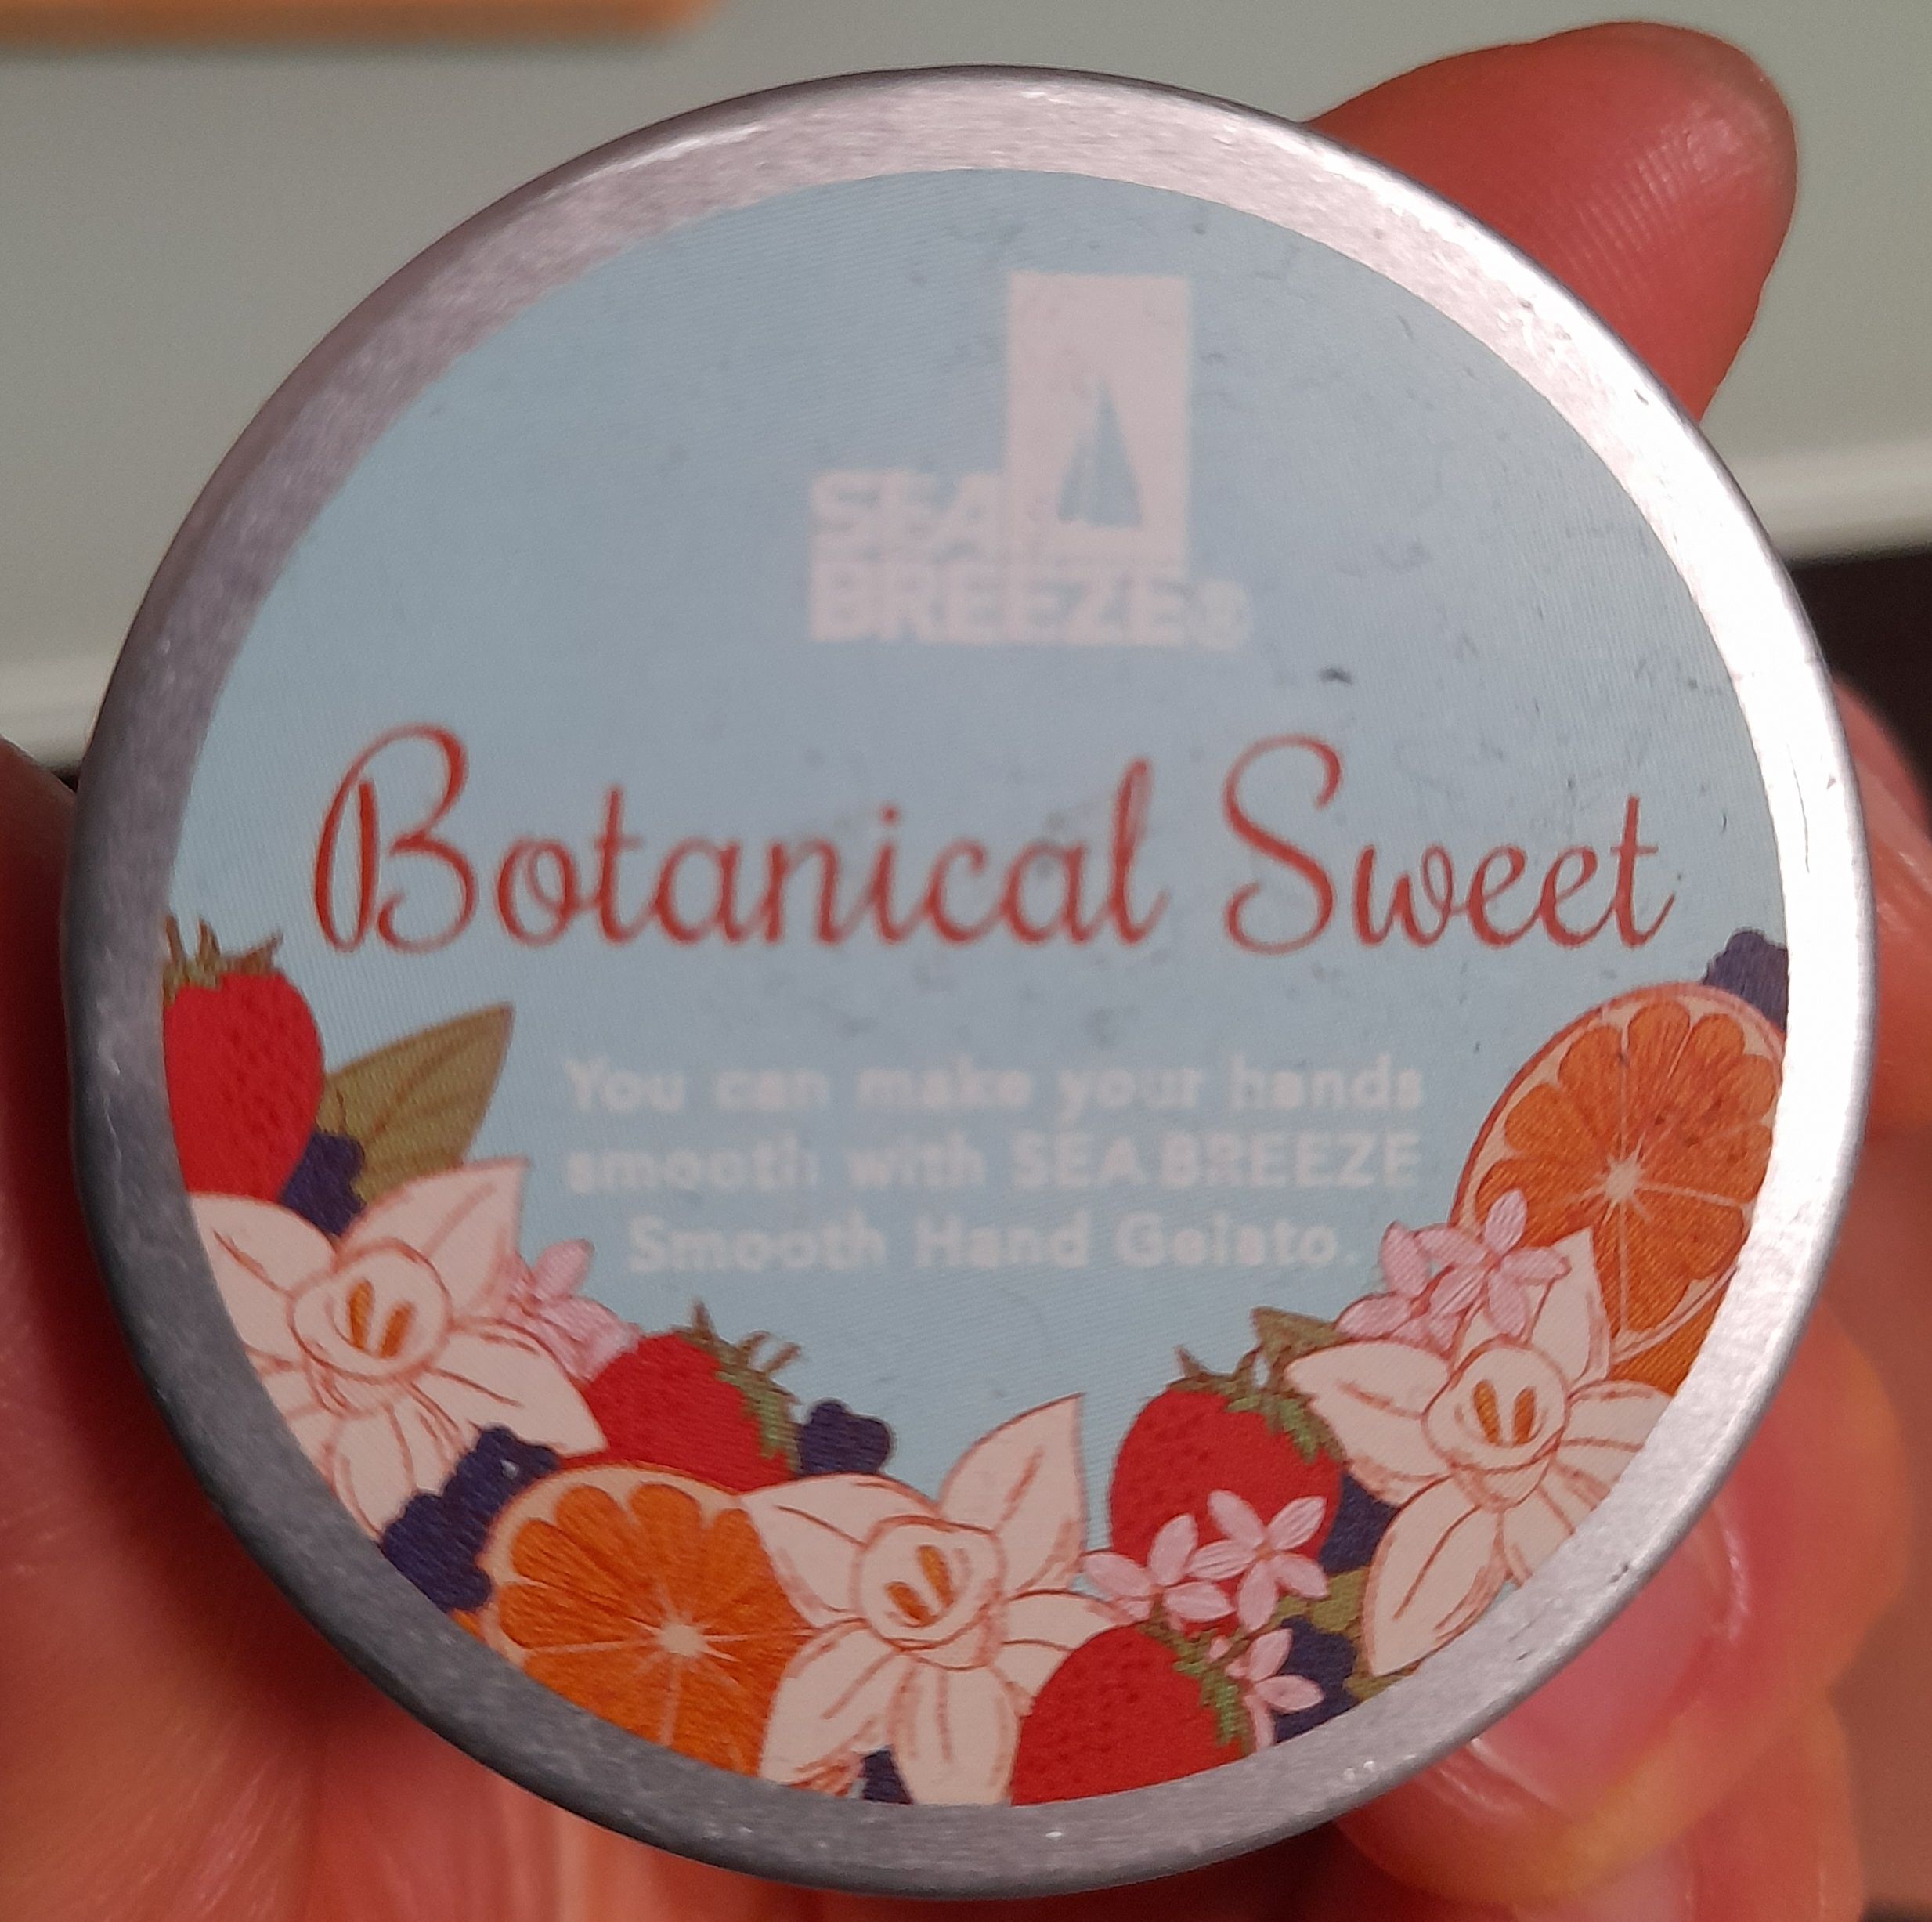 SEA
BREEZE®
Botanical Sweet
You can make your hands
smooth with SEA BREEZE
Smooth Hand Gelato.